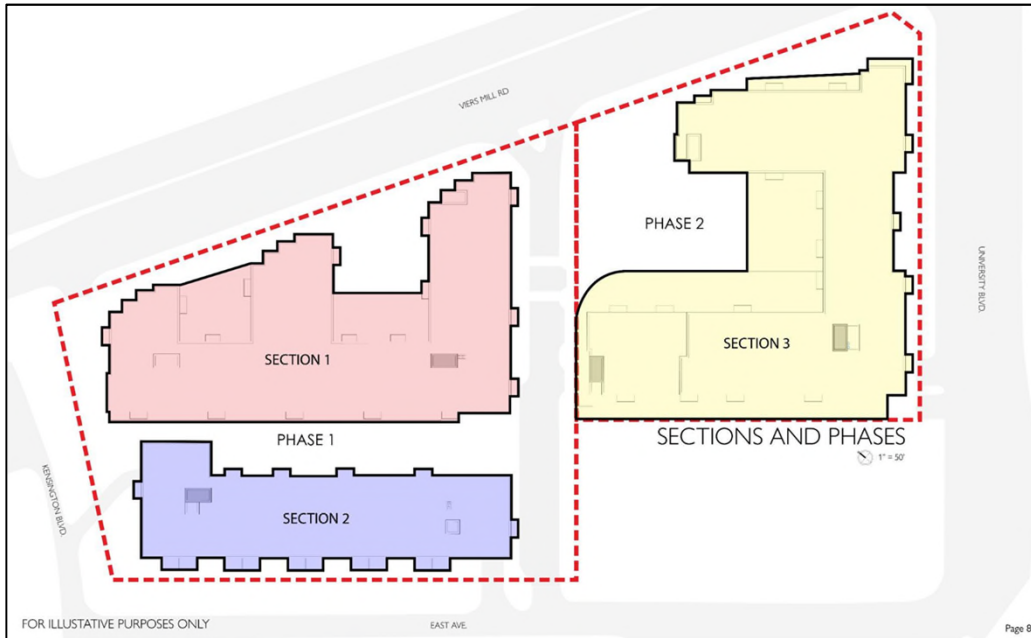 VIERS MILL RD
PHASE 2
UNIVERSITY BLVD.
SECTION 1
SECTION 3
PHASE 1
SECTIONS AND PHASES
1" = 50'
KENSINGTON BLVD.
SECTION 2
FOR ILLUSTATIVE PURPOSES ONLY
EAST AVE.
Page 8